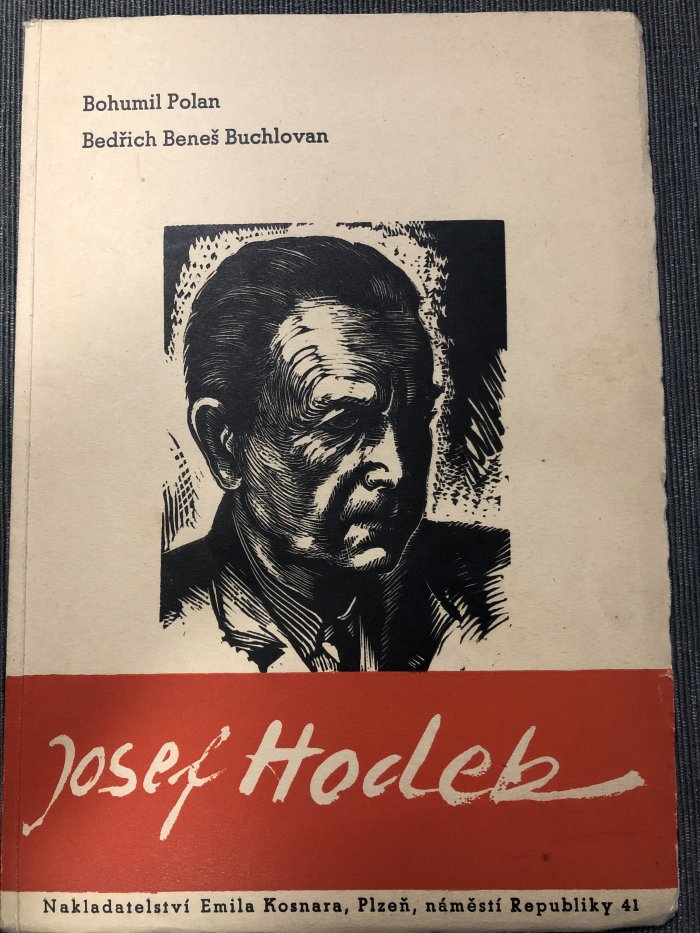 Bohumil Polan
Bedřich Beneš Buchlovan
Josef Hodek
Nakladatelství Emila Kosnara, Plzeň, náměstí Republiky 41